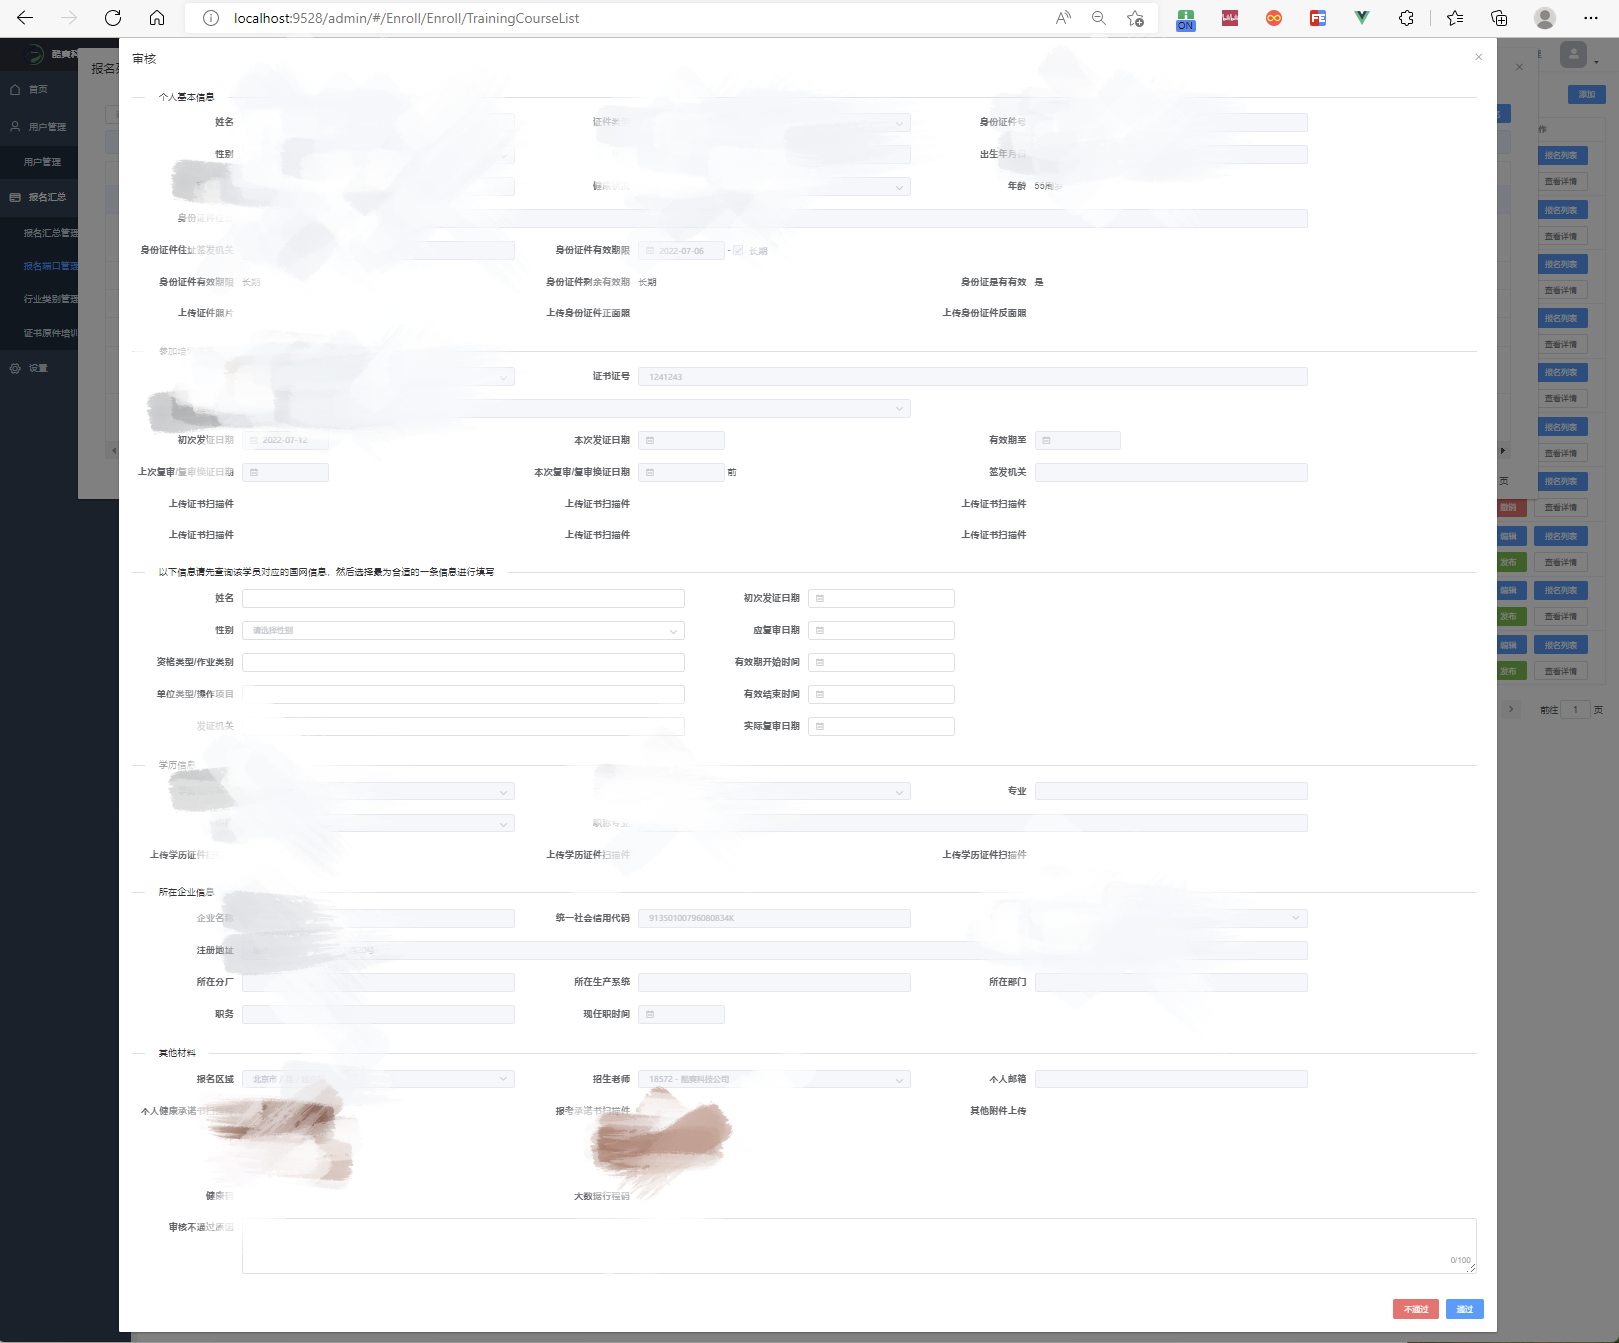 localhost:9528/admin/#/Enroll/Enroll/TrainingCourseList
ON
FE
首页
用户管理
用户管理
报名汇总
报名汇总管理
报名端口管理
行业类别管理
证书原件培训
设置
审核
个人基本信息
姓名
性别
出生年月
年龄 55周
身份证件住址签发机关
身份证件有效期限 2022-07-06 - 长期
身份证件有效期限 长期 身份证件剩余有效期 长期 身份证是有有效 是
上传证件照片 上传身份证件正面照 上传身份证件反面照
证书证号 1241243
初次发证日期 2022-07-12 本次发证日期 有效期至
上次复审/复审换证日期 本次复审/复审换证日期 前 签发机关
上传证书扫描件 上传证书扫描件 上传证书扫描件
上传证书扫描件 上传证书扫描件 上传证书扫描件
以下信息请先查询该学员对应的国网信息，然后选择最为合适的一条信息进行填写
姓名 初次发证日期
性别 请选择性别 应复审日期
资格类型/作业类别 有效期开始时间
单位类型/操作项目 有效结束时间
发证机关 实际复审日期
学历信息
专业
职称专业
上传学历证件 上传学历证件扫描件 上传学历证件扫描件
所在企业信息
企业名称 统一社会信用代码 91350100796080834K
注册地址
所在分厂 所在生产系统 所在部门
职务 现任职时间
其他材料
报名区域 北京市 招生老师 18572 - 酷爽科技公司 个人邮箱
个人健康承诺书 报考承诺书扫描件 其他附件上传
健康码 大数据行程码
审核不通过原因
0/100
不通过 通过
添加
作
报名列表
查看详情
报名列表
查看详情
报名列表
查看详情
报名列表
查看详情
报名列表
查看详情
报名列表
查看详情
页 报名列表
撤销 查看详情
编辑 报名列表
发布 查看详情
编辑 报名列表
发布 查看详情
编辑 报名列表
发布 查看详情
前往 1 页